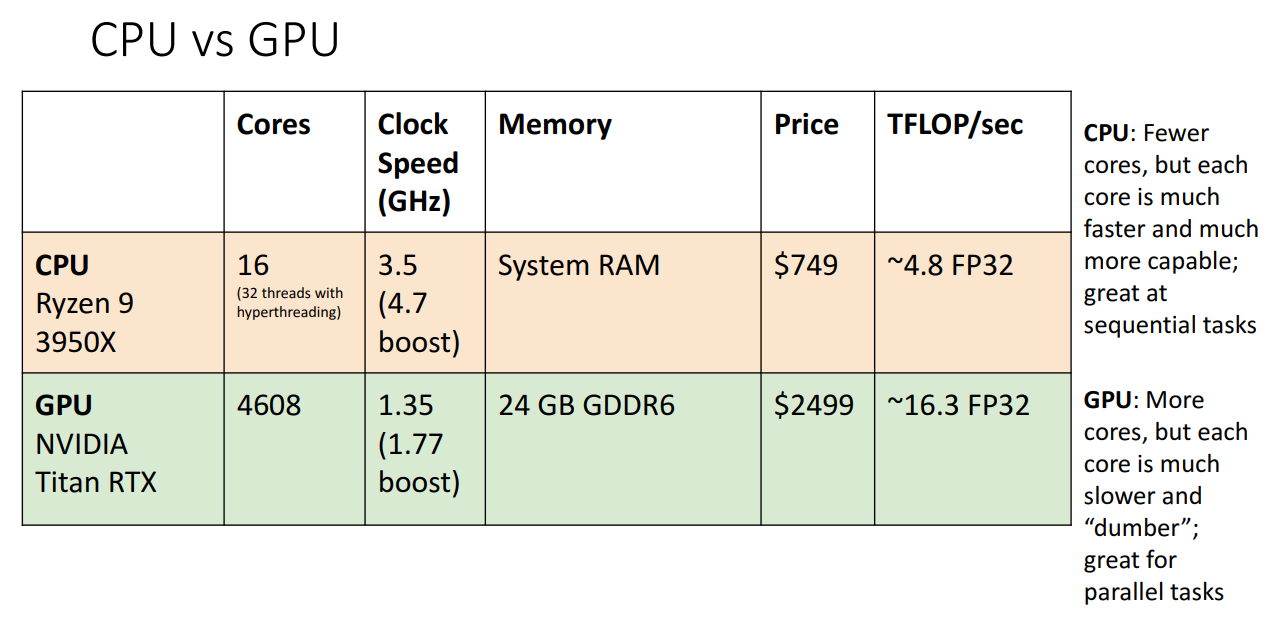 CPU vs GPU
Cores
Clock
Speed
(GHz)
Memory
Price
TFLOP/sec
CPU
Ryzen 9
3950X
16
(32 threads with
hyperthreading)
3.5
(4.7
boost)
System RAM
$749
~4.8 FP32
GPU
NVIDIA
Titan RTX
4608
1.35
(1.77
boost)
24 GB GDDR6
$2499
~16.3 FP32
CPU: Fewer
cores, but each
core is much
faster and much
more capable;
great at
sequential tasks
GPU: More
cores, but each
core is much
slower and
“dumber”;
great for
parallel tasks